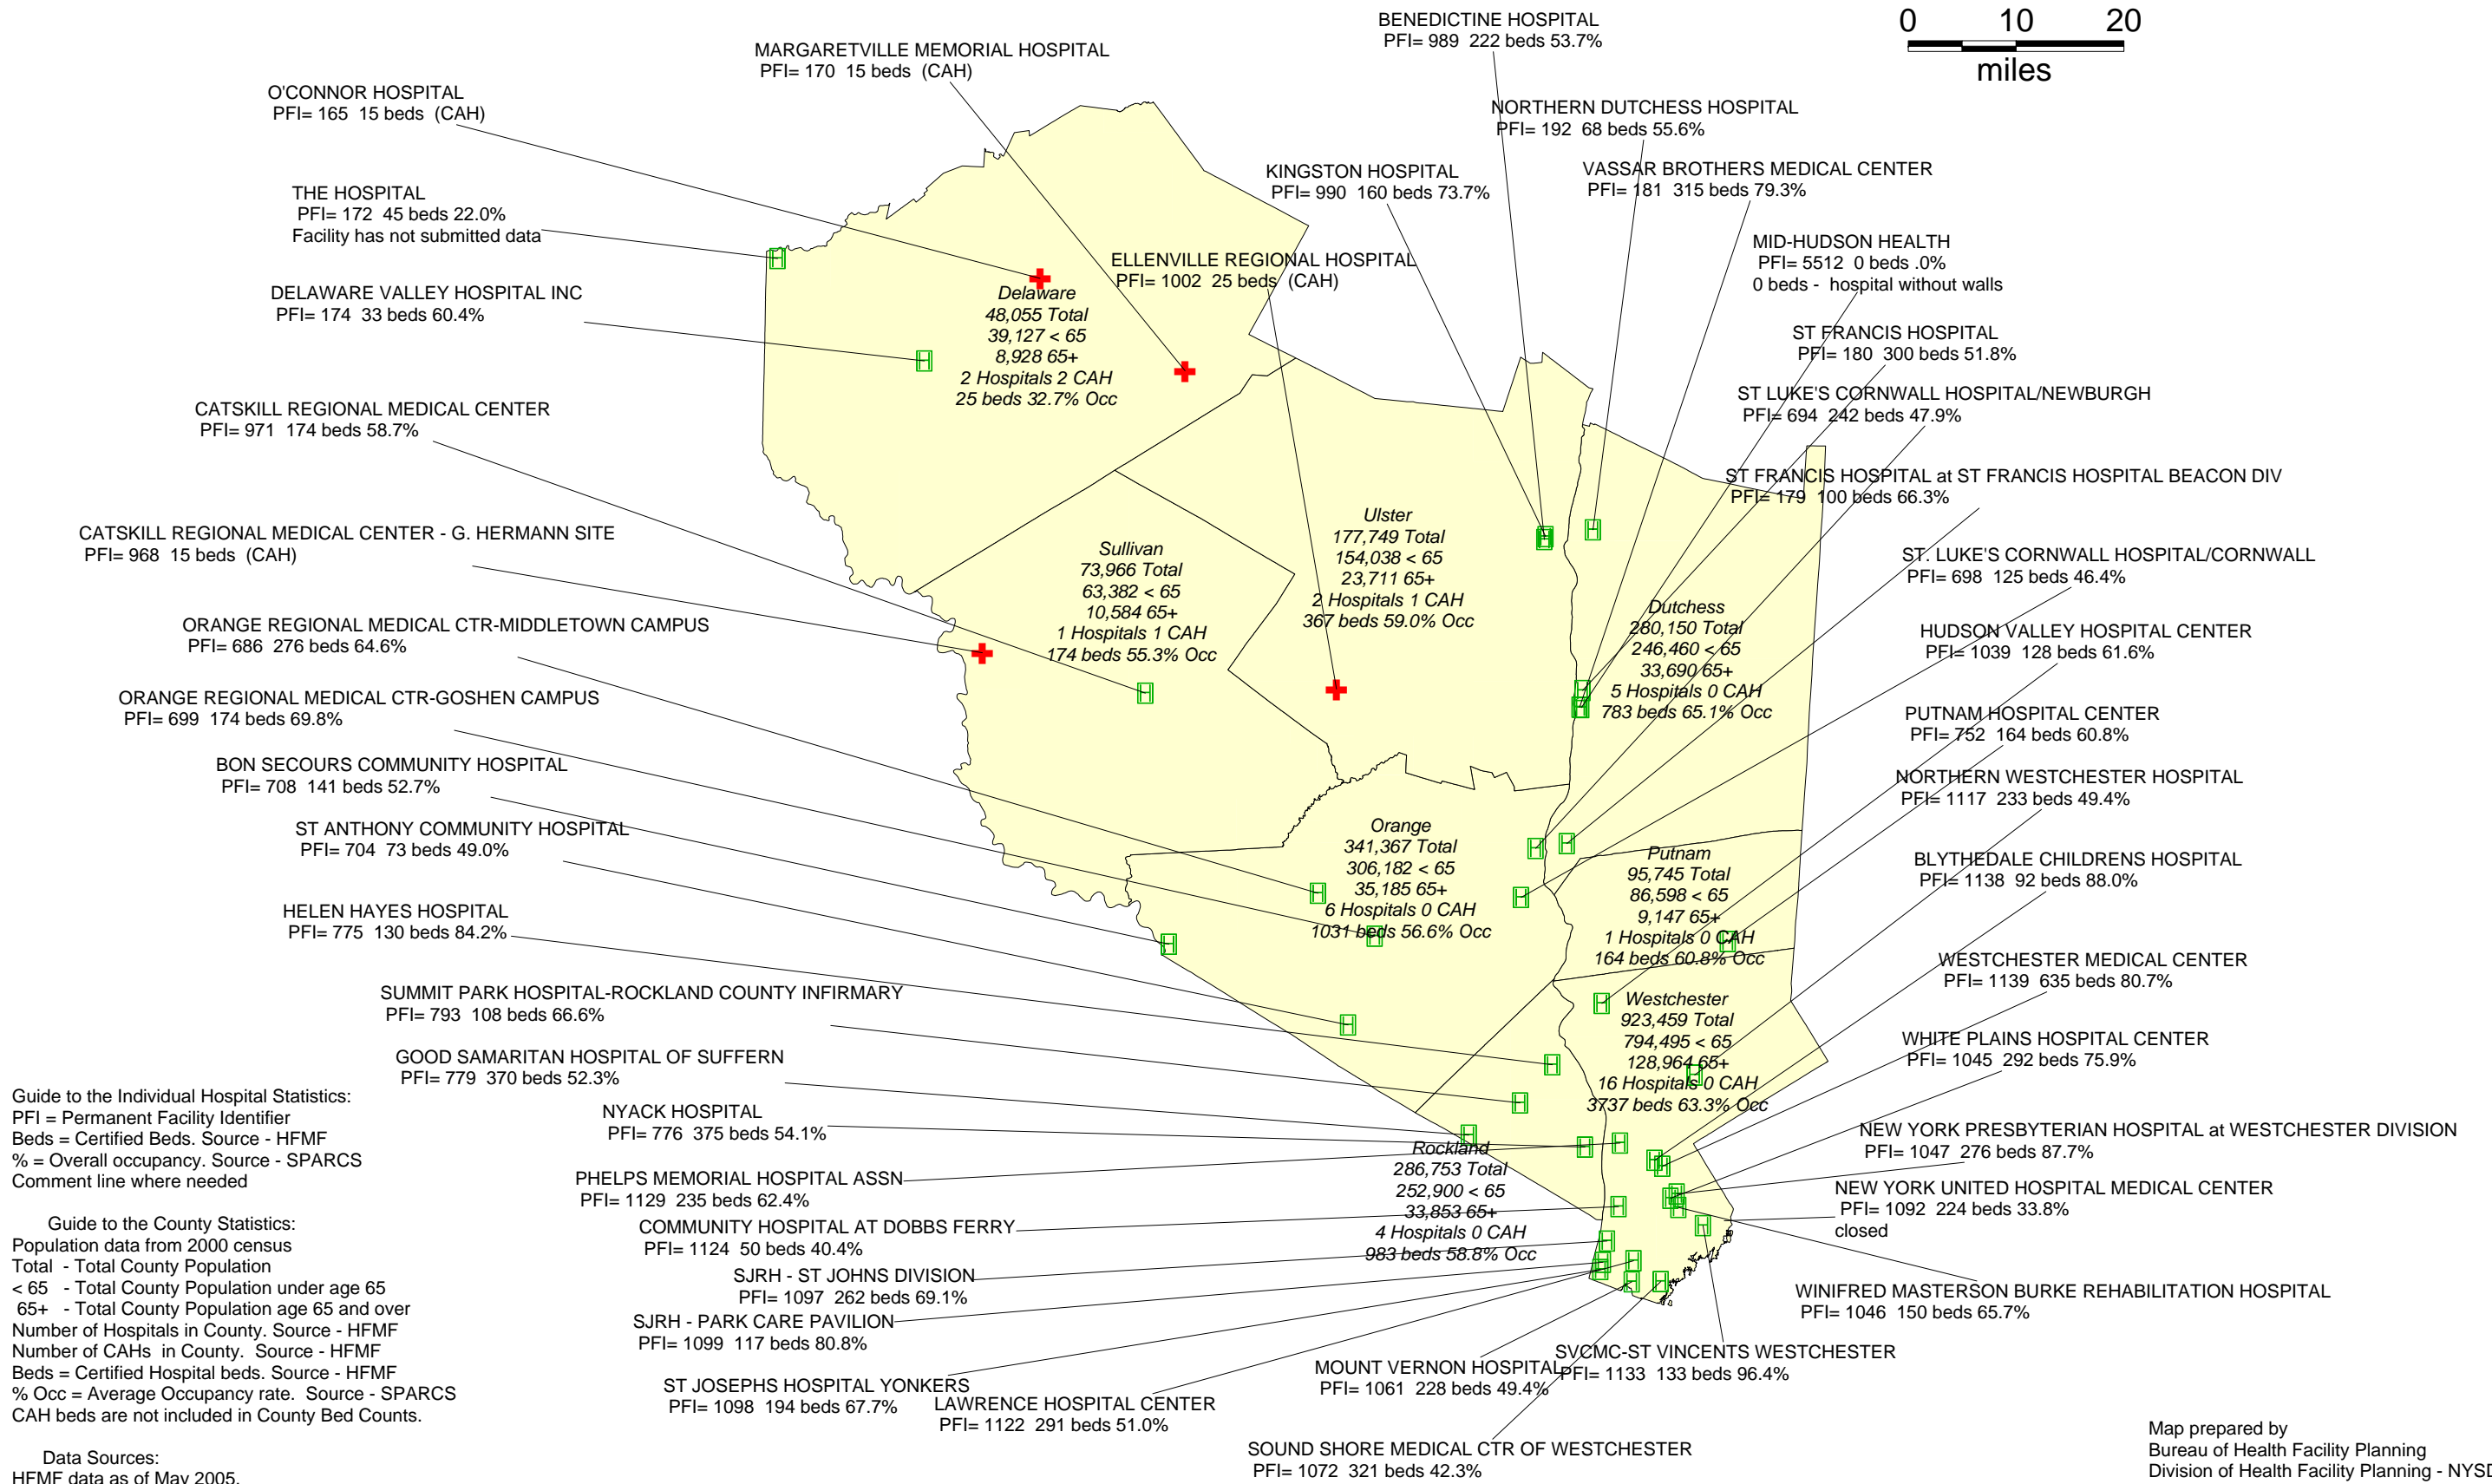 0 10 20
miles
BENEDICTINE HOSPITAL
PFI= 989 222 beds 53.7%
MARGARETVILLE MEMORIAL HOSPITAL
PFI= 170 15 beds (CAH)
O'CONNOR HOSPITAL
PFI= 165 15 beds (CAH)
NORTHERN DUTCHESS HOSPITAL
PFI= 192 68 beds 55.6%
KINGSTON HOSPITAL
PFI= 990 160 beds 73.7%
VASSAR BROTHERS MEDICAL CENTER
PFI= 181 315 beds 79.3%
THE HOSPITAL
PFI= 172 45 beds 22.0%
Facility has not submitted data
MID-HUDSON HEALTH
PFI= 5512 0 beds .0%
0 beds - hospital without walls
ELLENVILLE REGIONAL HOSPITAL
PFI= 1002 25 beds (CAH)
DELAWARE VALLEY HOSPITAL INC
PFI= 174 33 beds 60.4%
Delaware
48,055 Total
39,127 < 65
8,928 65+
2 Hospitals 2 CAH
25 beds 32.7% Occ
ST FRANCIS HOSPITAL
PFI= 180 300 beds 51.8%
ST LUKE'S CORNWALL HOSPITAL/NEWBURGH
PFI= 694 242 beds 47.9%
CATSKILL REGIONAL MEDICAL CENTER
PFI= 971 174 beds 58.7%
ST FRANCIS HOSPITAL at ST FRANCIS HOSPITAL BEACON DIV
PFI= 179 100 beds 66.3%
CATSKILL REGIONAL MEDICAL CENTER - G. HERMANN SITE
PFI= 968 15 beds (CAH)
Sullivan
73,966 Total
63,382 < 65
10,584 65+
1 Hospitals 1 CAH
174 beds 55.3% Occ
Ulster
177,749 Total
154,038 < 65
23,711 65+
2 Hospitals 1 CAH
367 beds 59.0% Occ
ST. LUKE'S CORNWALL HOSPITAL/CORNWALL
PFI= 698 125 beds 46.4%
Dutchess
280,150 Total
246,460 < 65
33,690 65+
5 Hospitals 0 CAH
783 beds 65.1% Occ
ORANGE REGIONAL MEDICAL CTR-MIDDLETOWN CAMPUS
PFI= 686 276 beds 64.6%
HUDSON VALLEY HOSPITAL CENTER
PFI= 1039 128 beds 61.6%
ORANGE REGIONAL MEDICAL CTR-GOSHEN CAMPUS
PFI= 699 174 beds 69.8%
PUTNAM HOSPITAL CENTER
PFI= 752 164 beds 60.8%
BON SECOURS COMMUNITY HOSPITAL
PFI= 708 141 beds 52.7%
NORTHERN WESTCHESTER HOSPITAL
PFI= 1117 233 beds 49.4%
ST ANTHONY COMMUNITY HOSPITAL
PFI= 704 73 beds 49.0%
Orange
341,367 Total
306,182 < 65
35,185 65+
6 Hospitals 0 CAH
1031 beds 56.6% Occ
Putnam
95,745 Total
86,598 < 65
9,147 65+
1 Hospitals 0 CAH
164 beds 60.8% Occ
BLYTHEDALE CHILDRENS HOSPITAL
PFI= 1138 92 beds 88.0%
HELEN HAYES HOSPITAL
PFI= 775 130 beds 84.2%
WESTCHESTER MEDICAL CENTER
PFI= 1139 635 beds 80.7%
SUMMIT PARK HOSPITAL-ROCKLAND COUNTY INFIRMARY
PFI= 793 108 beds 66.6%
Westchester
923,459 Total
794,495 < 65
128,964 65+
16 Hospitals 0 CAH
3737 beds 63.3% Occ
WHITE PLAINS HOSPITAL CENTER
PFI= 1045 292 beds 75.9%
GOOD SAMARITAN HOSPITAL OF SUFFERN
PFI= 779 370 beds 52.3%
NYACK HOSPITAL
PFI= 776 375 beds 54.1%
NEW YORK PRESBYTERIAN HOSPITAL at WESTCHESTER DIVISION
PFI= 1047 276 beds 87.7%
Rockland
286,753 Total
252,900 < 65
33,853 65+
4 Hospitals 0 CAH
983 beds 58.8% Occ
PHELPS MEMORIAL HOSPITAL ASSN
PFI= 1129 235 beds 62.4%
NEW YORK UNITED HOSPITAL MEDICAL CENTER
PFI= 1092 224 beds 33.8%
closed
COMMUNITY HOSPITAL AT DOBBS FERRY
PFI= 1124 50 beds 40.4%
SJRH - ST JOHNS DIVISION
PFI= 1097 262 beds 69.1%
WINIFRED MASTERSON BURKE REHABILITATION HOSPITAL
PFI= 1046 150 beds 65.7%
SJRH - PARK CARE PAVILION
PFI= 1099 117 beds 80.8%
SVCMC-ST VINCENTS WESTCHESTER
PFI= 1133 133 beds 96.4%
MOUNT VERNON HOSPITAL
PFI= 1061 228 beds 49.4%
ST JOSEPHS HOSPITAL YONKERS
PFI= 1098 194 beds 67.7%
LAWRENCE HOSPITAL CENTER
PFI= 1122 291 beds 51.0%
SOUND SHORE MEDICAL CTR OF WESTCHESTER
PFI= 1072 321 beds 42.3%
Guide to the Individual Hospital Statistics:
PFI = Permanent Facility Identifier
Beds = Certified Beds. Source - HFMF
% = Overall occupancy. Source - SPARCS
Comment line where needed
Guide to the County Statistics:
Population data from 2000 census
Total - Total County Population
< 65 - Total County Population under age 65
65+ - Total County Population age 65 and over
Number of Hospitals in County. Source - HFMF
Number of CAHs in County. Source - HFMF
Beds = Certified Hospital beds. Source - HFMF
% Occ = Average Occupancy rate. Source - SPARCS
CAH beds are not included in County Bed Counts.
Data Sources:
HFMF data as of May 2005.
Map prepared by
Bureau of Health Facility Planning
Division of Health Facility Planning - NYSD